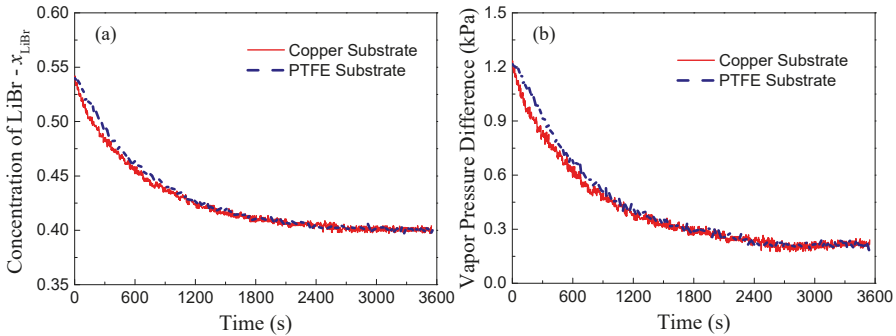 (a)
Copper Substrate
PTFE Substrate
Concentration of LiBr - xLiBr
0.60
0.55
0.50
0.45
0.40
0.35
0 600 1200 1800 2400 3000 3600
Time (s)
(b)
Copper Substrate
PTFE Substrate
Vapor Pressure Difference (kPa)
1.5
1.2
0.9
0.6
0.3
0.0
0 600 1200 1800 2400 3000 3600
Time (s)